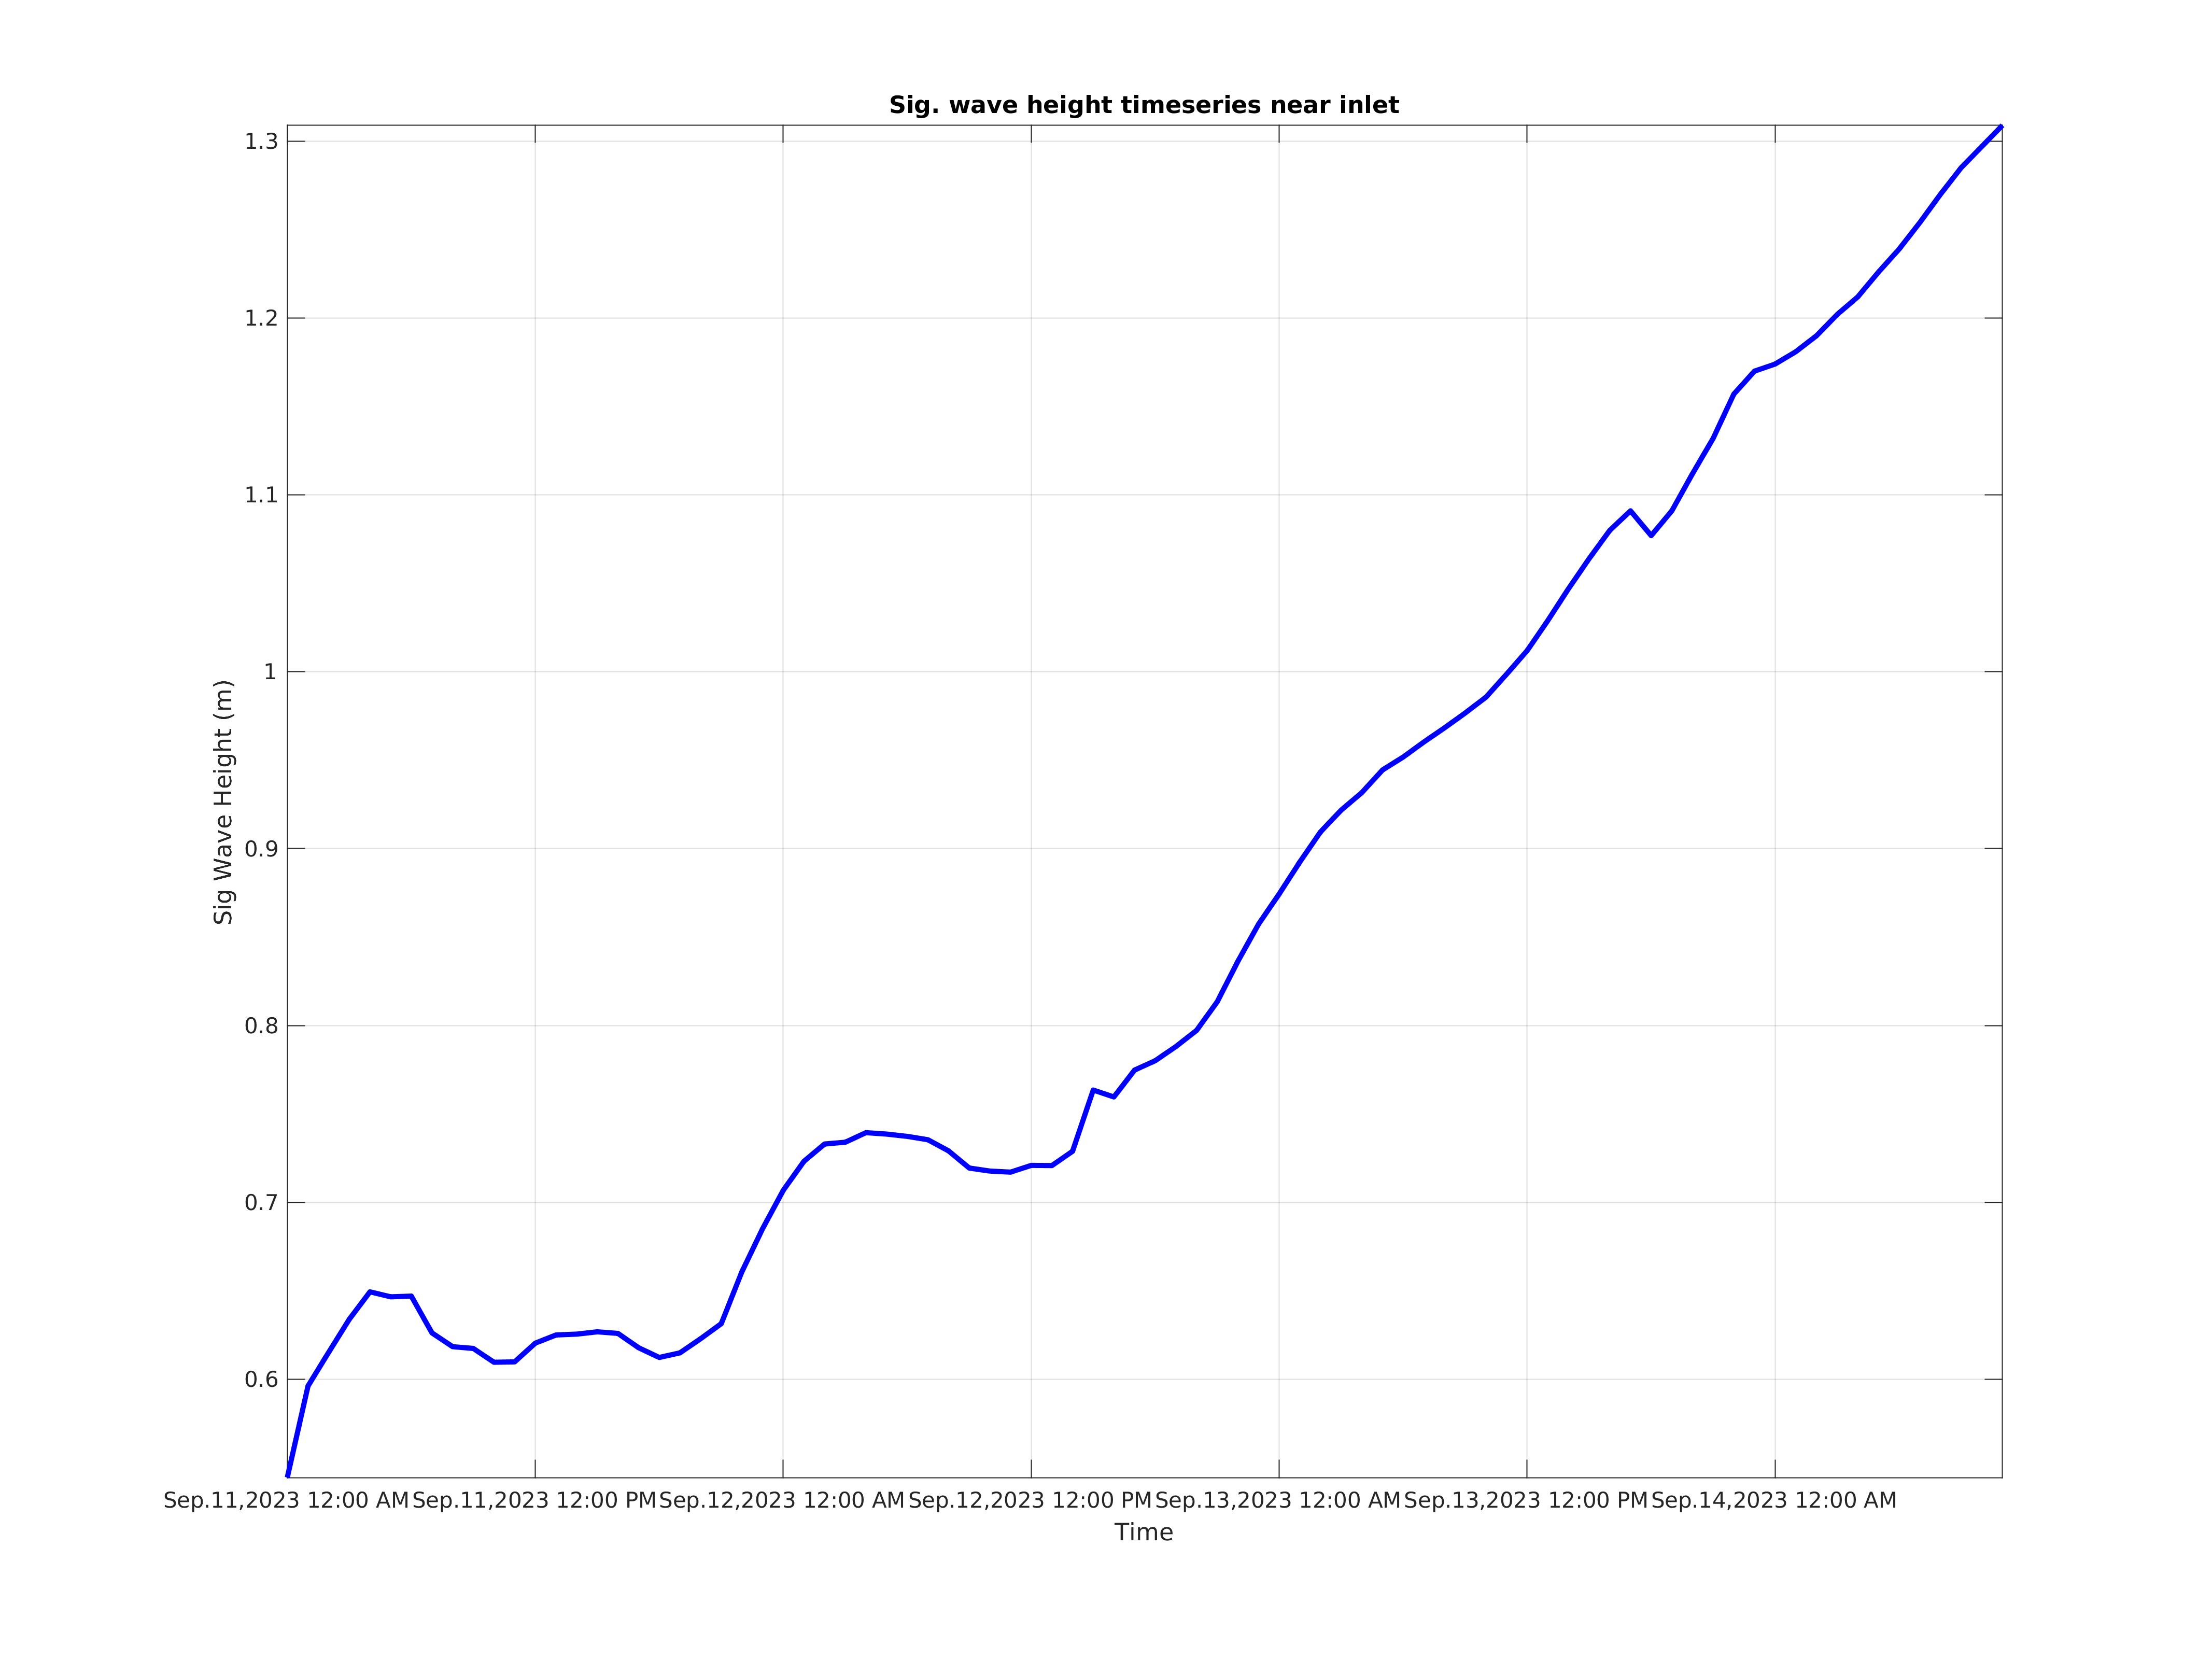 Sig. wave height timeseries near inlet
1.3
1.2
1.1
1
0.9
0.8
0.7
0.6
Sig Wave Height (m)
Sep.11,2023 12:00 AM Sep.11,2023 12:00 PM Sep.12,2023 12:00 AM Sep.12,2023 12:00 PM Sep.13,2023 12:00 AM Sep.13,2023 12:00 PM Sep.14,2023 12:00 AM
Time